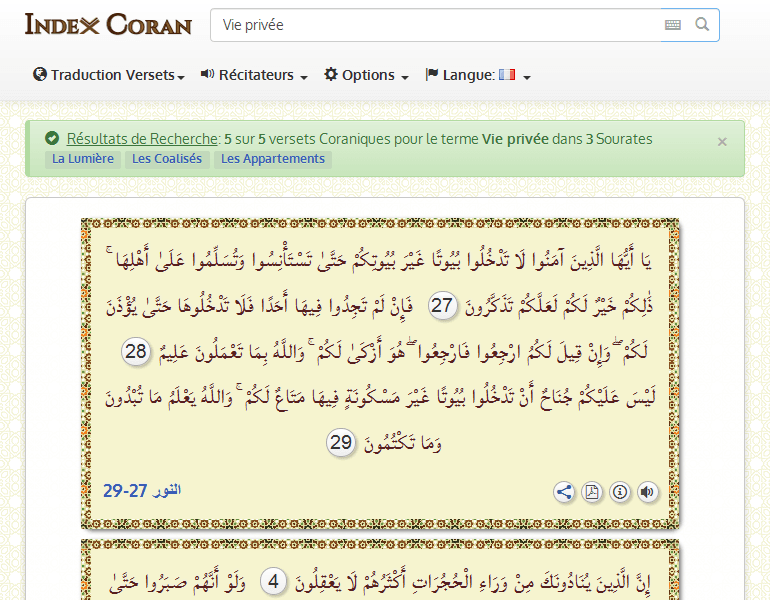 INDEX CORAN
Vie privée
Traduction Versets
Récitateurs
Options
Langue:
Résultats de Recherche: 5 sur 5 versets Coraniques pour le terme Vie privée dans 3 Sourates
La Lumière Les Coalisés Les Appartements
×
يَا أَيُّهَا الَّذِينَ آمَنُوا لَا تَدْخُلُوا بُيُوتًا غَيْرَ بُيُوتِكُمْ حَتَّىٰ تَسْتَأْنِسُوا وَتُسَلِّمُوا عَلَىٰ أَهْلِهَا ۚ
ذَٰلِكُمْ خَيْرٌ لَكُمْ لَعَلَّكُمْ تَذَكَّرُونَ 27 فَإِنْ لَمْ تَجِدُوا فِيهَا أَحَدًا فَلَا تَدْخُلُوهَا حَتَّىٰ يُؤْذَنَ
لَكُمْ ۖ وَإِنْ قِيلَ لَكُمُ ارْجِعُوا فَارْجِعُوا ۖ هُوَ أَزْكَىٰ لَكُمْ ۚ وَاللَّهُ بِمَا تَعْمَلُونَ عَلِيمٌ 28
لَيْسَ عَلَيْكُمْ جُنَاحٌ أَنْ تَدْخُلُوا بُيُوتًا غَيْرَ مَسْكُونَةٍ فِيهَا مَتَاعٌ لَكُمْ ۚ وَاللَّهُ يَعْلَمُ مَا تُبْدُونَ
وَمَا تَكْتُمُونَ 29
النور 27-29
إِنَّ الَّذِينَ يُنَادُونَكَ مِنْ وَرَاءِ الْحُجُرَاتِ أَكْثَرُهُمْ لَا يَعْقِلُونَ 4 وَلَوْ أَنَّهُمْ صَبَرُوا حَتَّىٰ